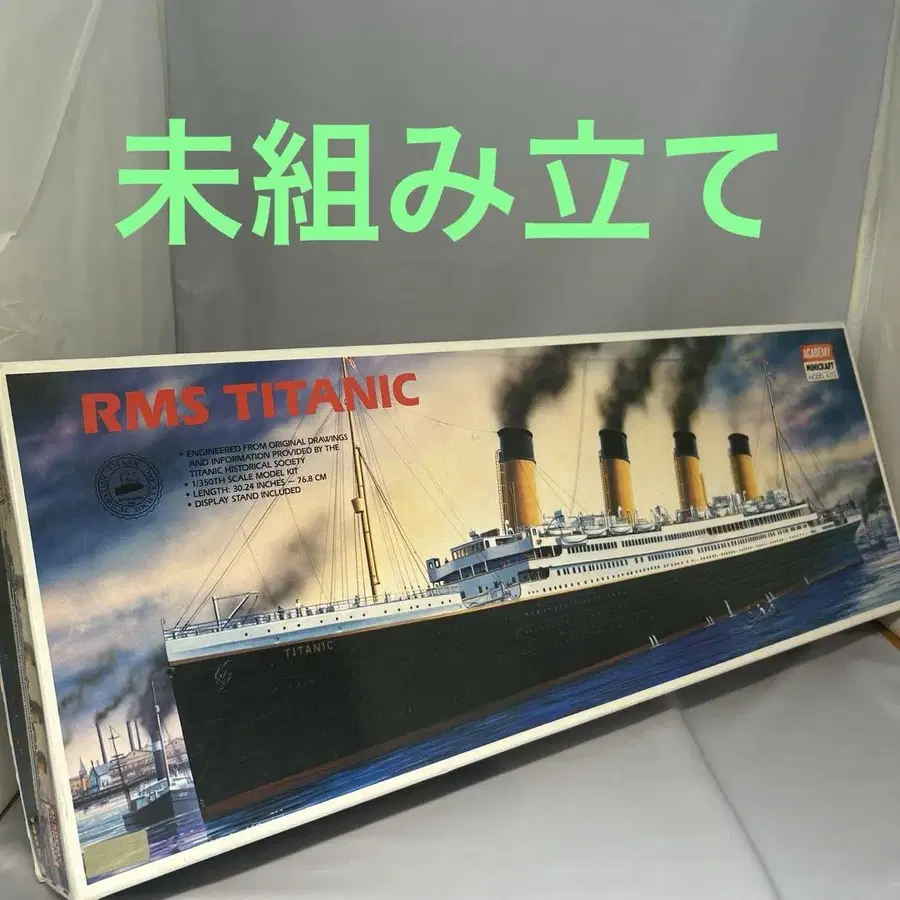 未組み立て
RMS TITANIC
ACADEMY
MINICRAFT
MODEL KITS
• ENGINEERED FROM ORIGINAL DRAWINGS
AND INFORMATION PROVIDED BY THE
TITANIC HISTORICAL SOCIETY
• 1/350TH SCALE MODEL KIT
• LENGTH: 30.24 INCHES – 76.8 CM
• DISPLAY STAND INCLUDED
TITANIC